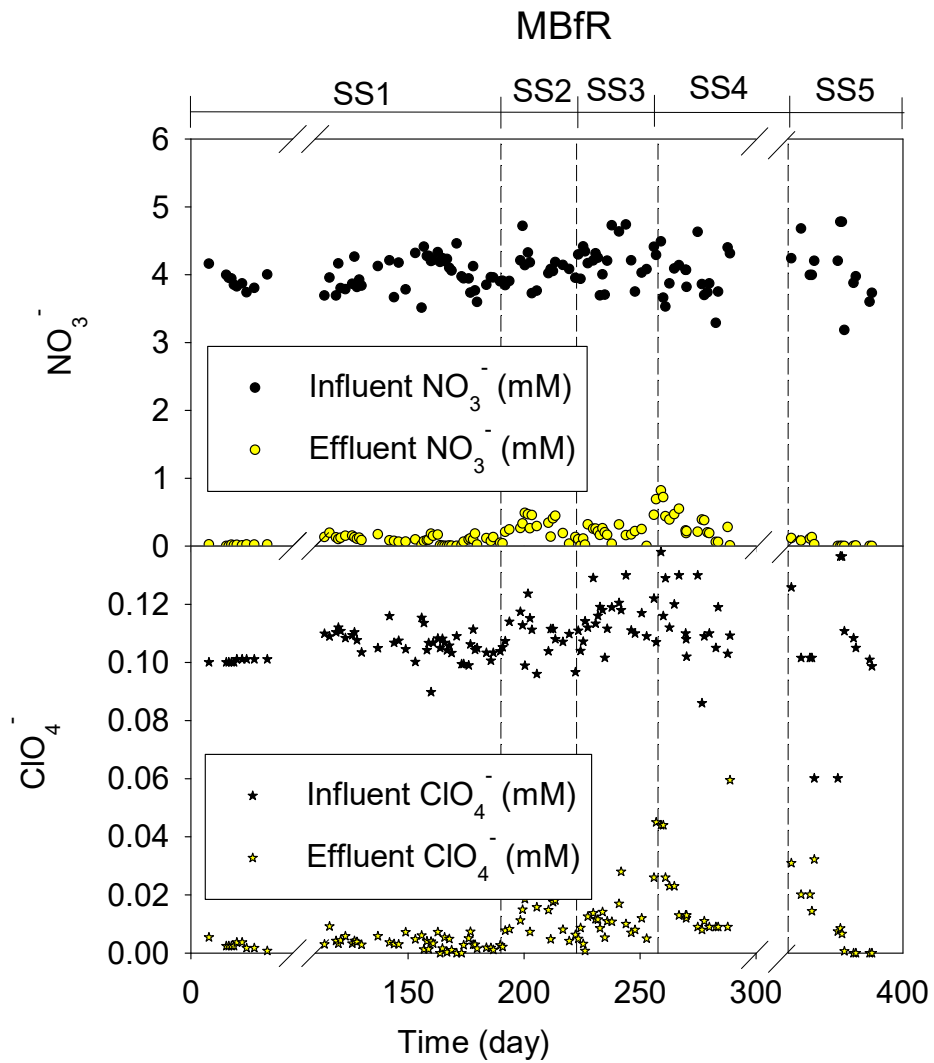 MBfR
SS1 SS2 SS3 SS4 SS5
6
5
4
3
2
1
0
NO₃⁻
Influent NO₃⁻ (mM)
Effluent NO₃⁻ (mM)
0.12
0.10
0.08
0.06
0.04
0.02
0.00
ClO₄⁻
Influent ClO₄⁻ (mM)
Effluent ClO₄⁻ (mM)
0 150 200 250 300 400
Time (day)